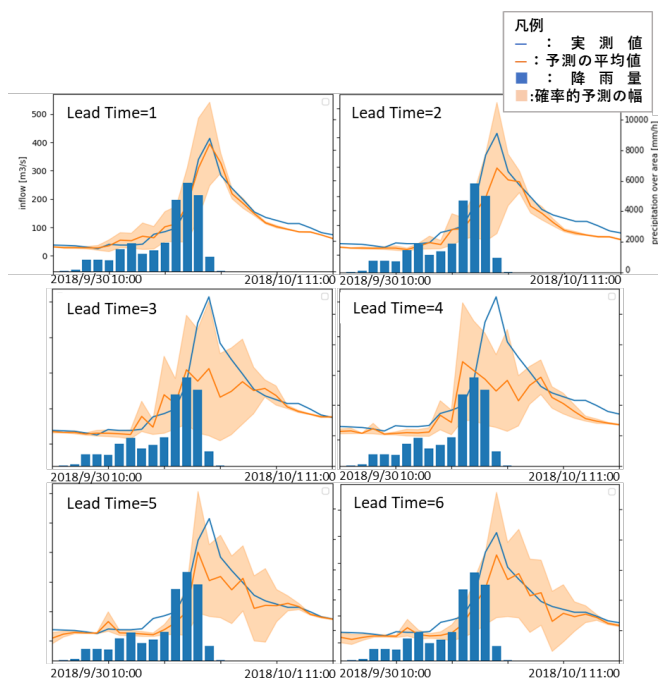 凡例
： 実 測 値
：予測の平均値
： 降 雨 量
:確率的予測の幅
Lead Time=1
500
400
300
200
100
0
inflow [m3/s]
2018/9/30 10:00
2018/10/1 11:00
Lead Time=2
10000
8000
6000
4000
2000
0
precipitation over area [mm/h]
2018/9/30 10:00
2018/10/1 11:00
Lead Time=3
2018/9/30 10:00
2018/10/1 11:00
Lead Time=4
2018/9/30 10:00
2018/10/1 11:00
Lead Time=5
2018/9/30 10:00
2018/10/1 11:00
Lead Time=6
2018/9/30 10:00
2018/10/1 11:00